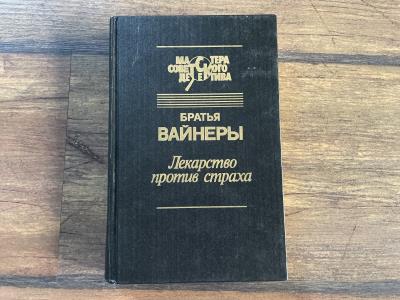 МАСТЕРА
СОВЕТСКОГО
ДЕТЕКТИВА
БРАТЬЯ
ВАЙНЕРЫ
Лекарство
против страха